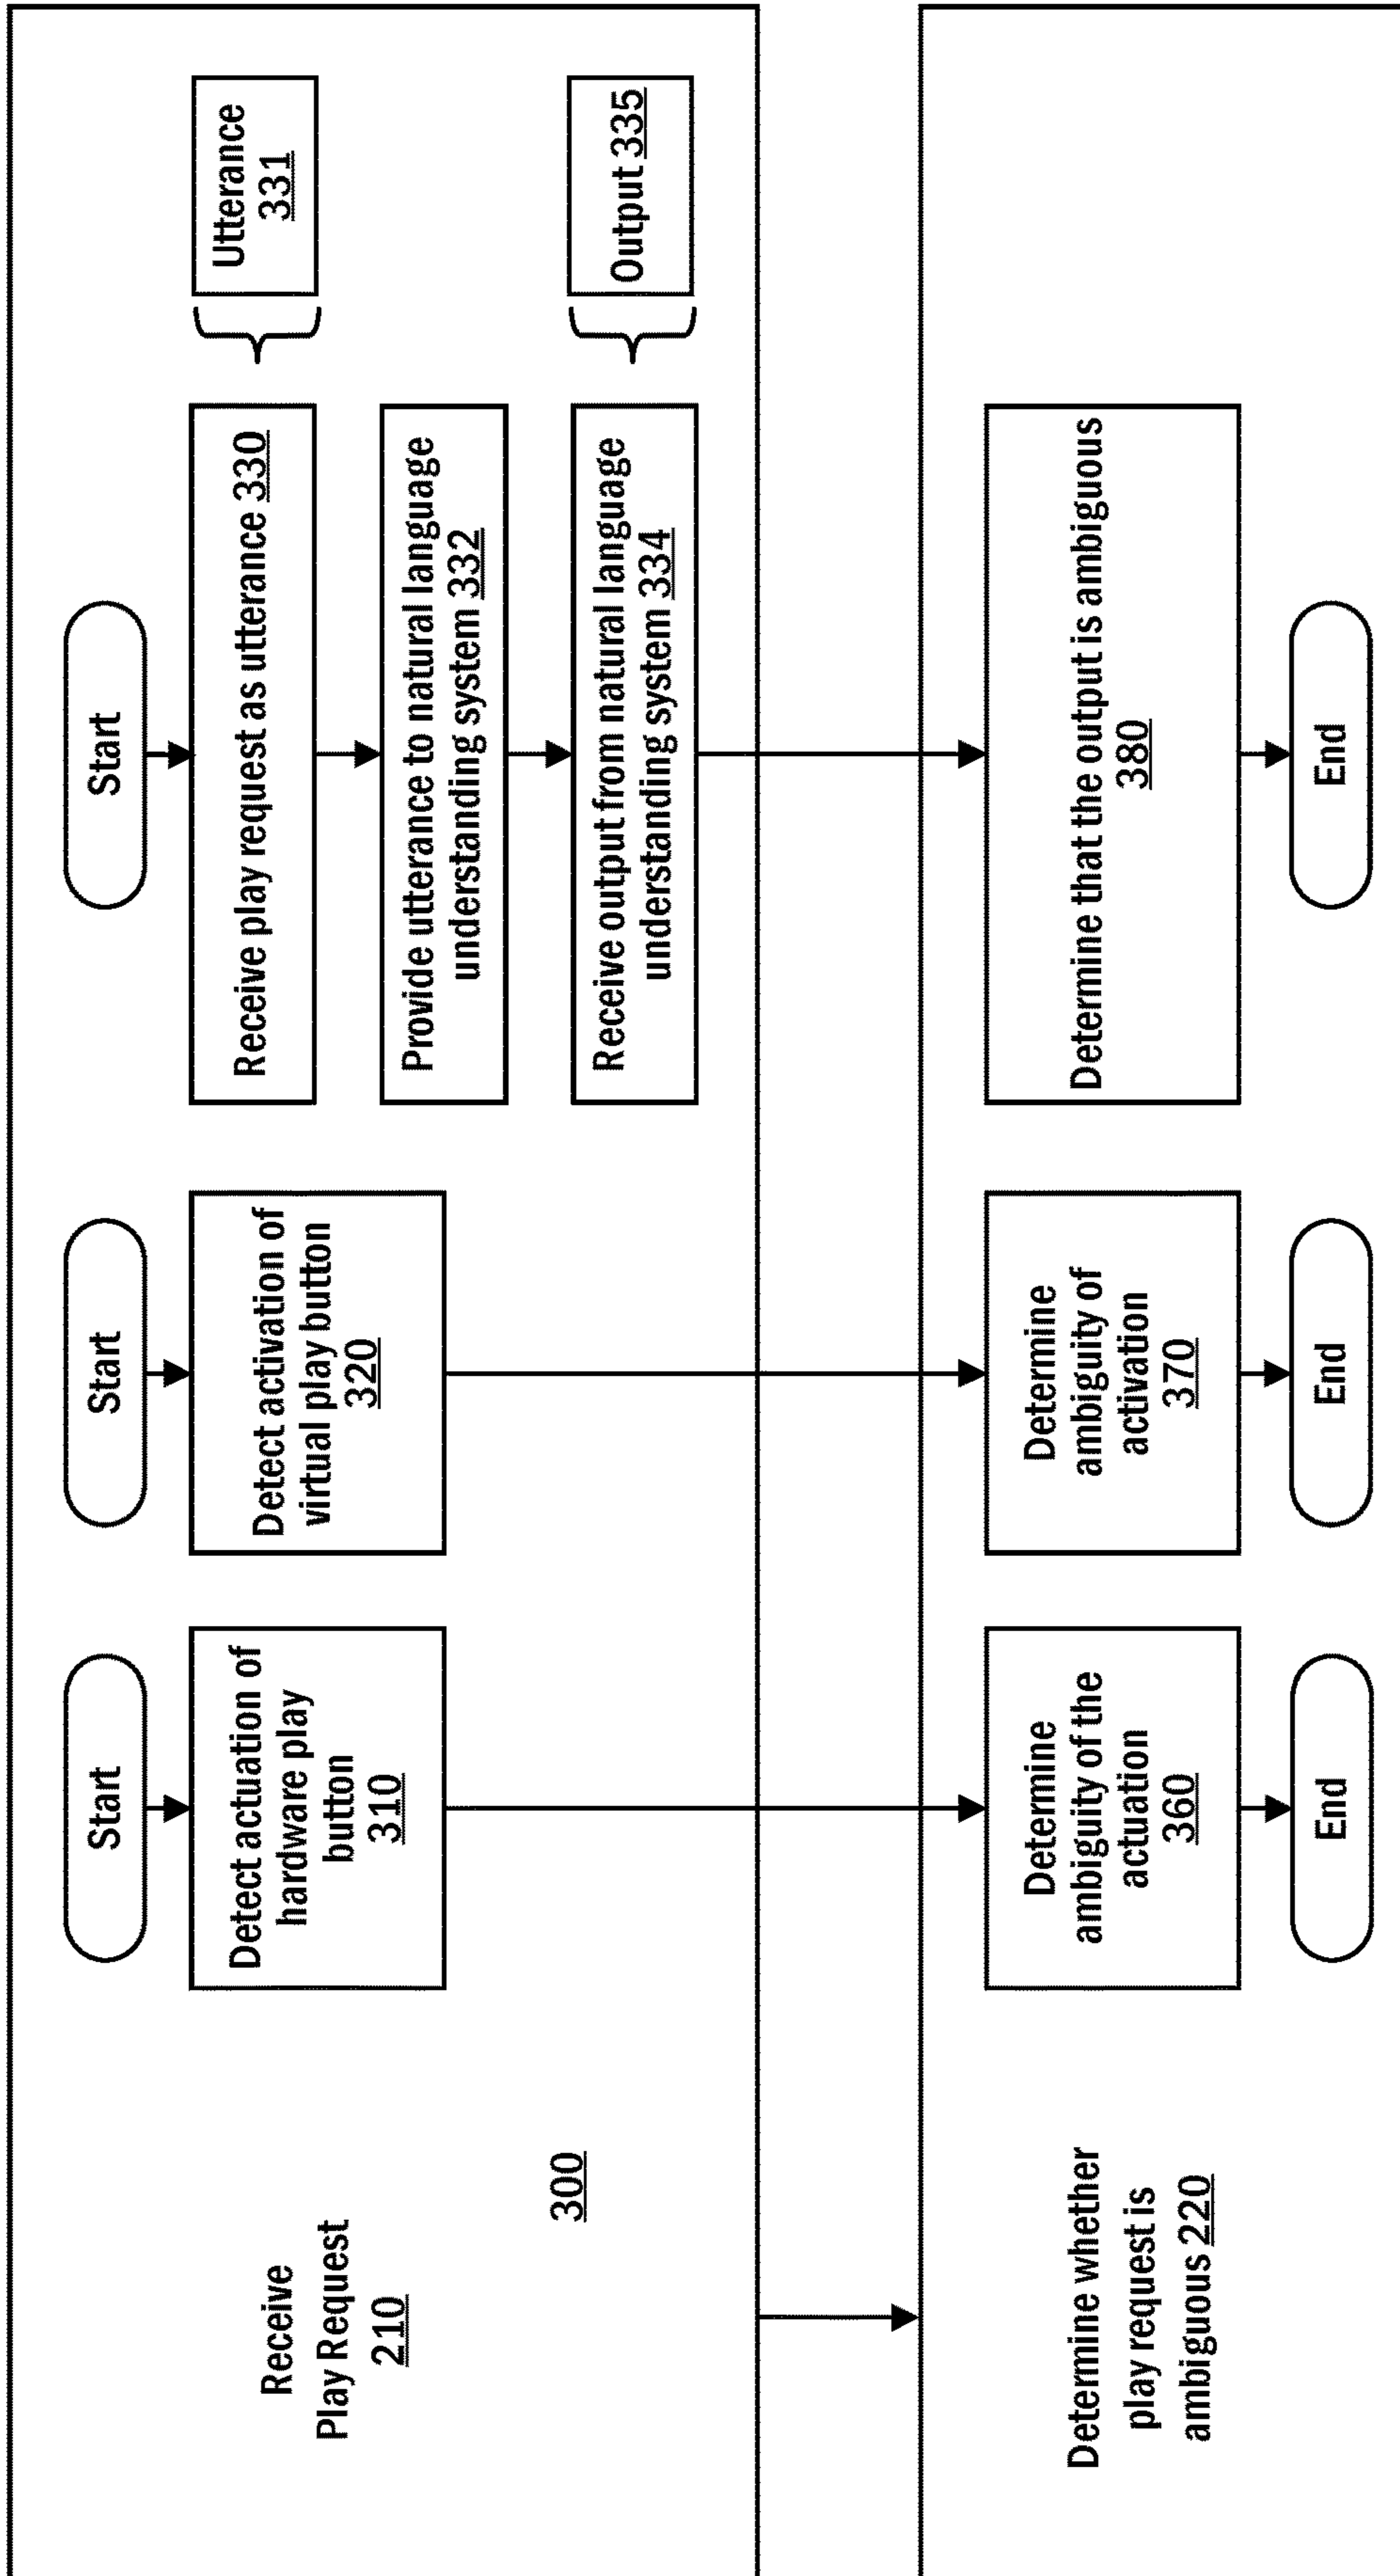 Receive
Play Request
210
300
Start
Detect actuation of
hardware play
button
310
Start
Detect activation of
virtual play button
320
Start
Receive play request as utterance 330
Utterance
331
Provide utterance to natural language
understanding system 332
Receive output from natural language
understanding system 334
Output 335
Determine whether
play request is
ambiguous 220
Determine
ambiguity of the
actuation
360
End
Determine
ambiguity of
activation
370
End
Determine that the output is ambiguous
380
End